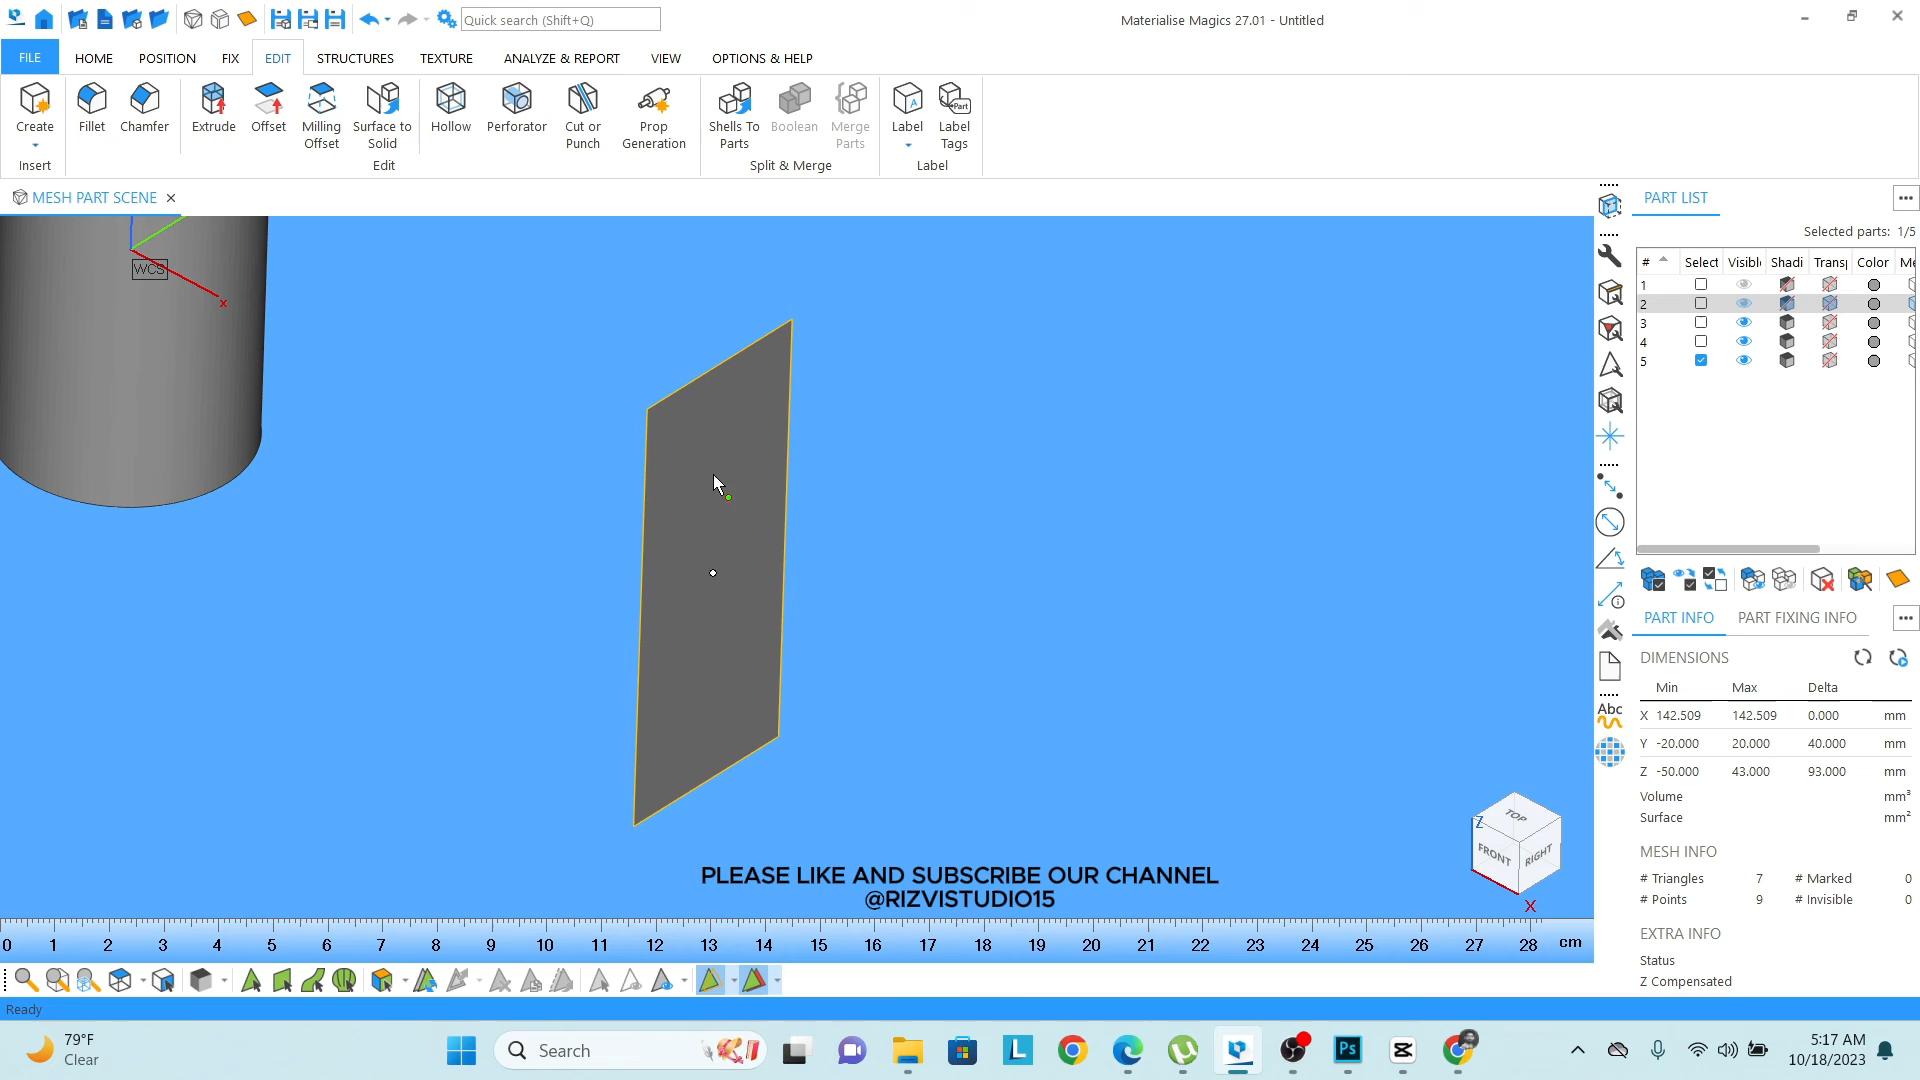 Quick search (Shift+Q)
Materialise Magics 27.01 - Untitled
FILE HOME POSITION FIX EDIT STRUCTURES TEXTURE ANALYZE & REPORT VIEW OPTIONS & HELP
Create Fillet Chamfer Extrude Offset Milling Offset Surface to Solid Hollow Perforator Cut or Punch Prop Generation Shells To Parts Boolean Merge Parts Label Label Tags
Insert Edit Split & Merge Label
MESH PART SCENE
PART LIST
Selected parts: 1/5
# Select Visibl Shadi Transp Color Me
1
2
3
4
5
WCS
x
PART INFO PART FIXING INFO
DIMENSIONS
Min Max Delta
X 142.509 142.509 0.000 mm
Y -20.000 20.000 40.000 mm
Z -50.000 43.000 93.000 mm
Volume mm³
Surface mm²
MESH INFO
# Triangles 7 # Marked 0
# Points 9 # Invisible 0
EXTRA INFO
Status
Z Compensated
Abc
TOP
Z
FRONT RIGHT
X
PLEASE LIKE AND SUBSCRIBE OUR CHANNEL
@RIZVISTUDIO15
0 1 2 3 4 5 6 7 8 9 10 11 12 13 14 15 16 17 18 19 20 21 22 23 24 25 26 27 28 cm
Ready
79°F
Clear
Search
L
Ps
5:17 AM
10/18/2023